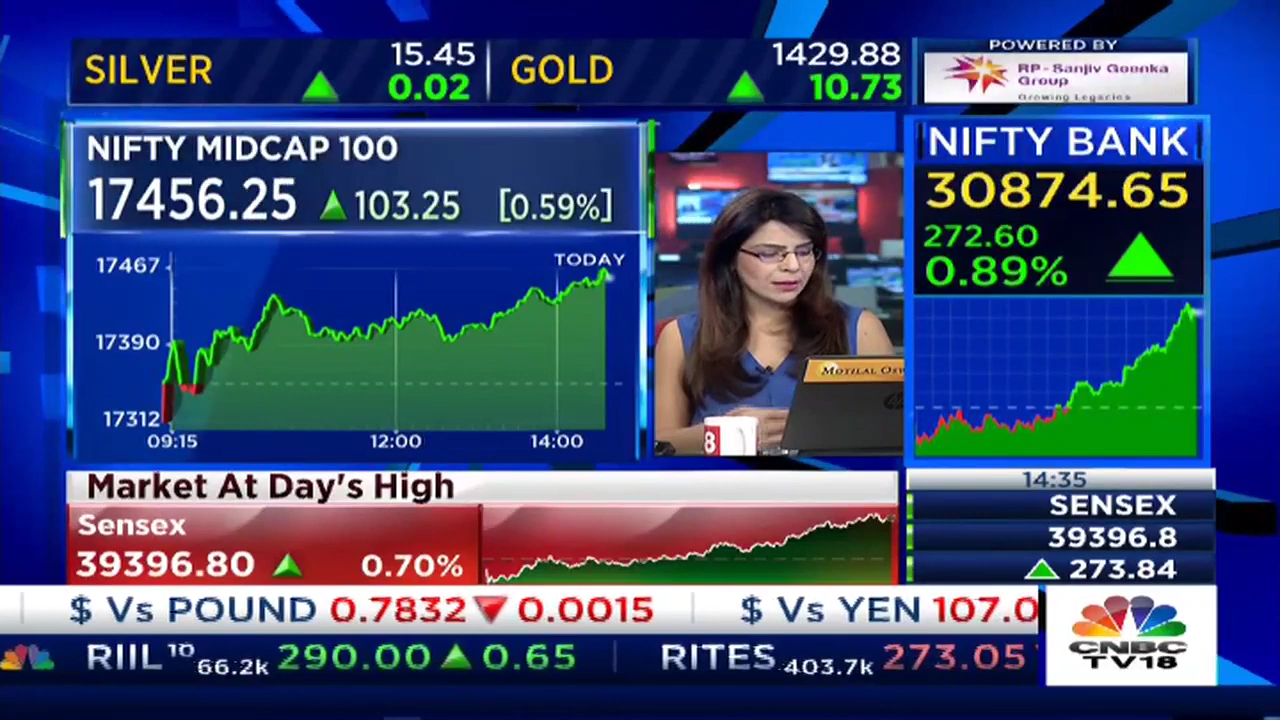 SILVER
15.45
0.02
GOLD
1429.88
10.73
POWERED BY
RP-Sanjiv Goenka
Group
Growing Legacies
NIFTY MIDCAP 100
17456.25 103.25 [0.59%]
TODAY
17467
17390
17312
09:15 12:00 14:00
MOTILAL OSW
8
NIFTY BANK
30874.65
272.60
0.89%
Market At Day's High
Sensex
39396.80 0.70%
14:35
SENSEX
39396.8
273.84
$ Vs POUND 0.7832 0.0015 $ Vs YEN 107.0
RIIL 10 66.2k 290.00 0.65 RITES 403.7k 273.05
CNBC
TV18